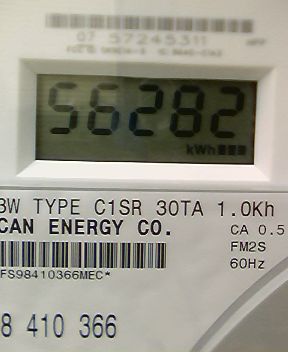 07 57245311
56282
kWh
3W TYPE C1SR 30TA 1.0Kh
CAN ENERGY CO.
CA 0.5
FM2S
60Hz
FS98410366MEC*
8 410 366